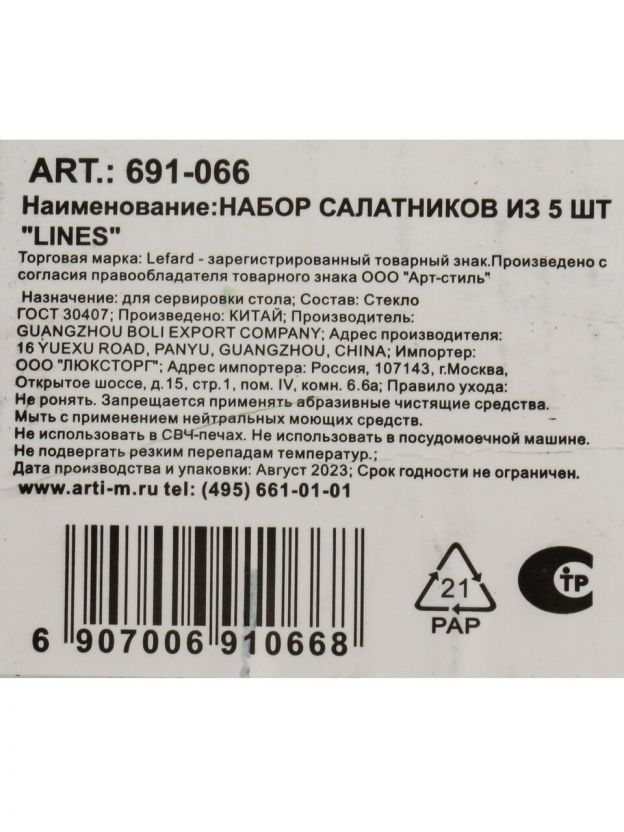 ART.: 691-066
Наименование:НАБОР САЛАТНИКОВ ИЗ 5 ШТ
"LINES"
Торговая марка: Lefard - зарегистрированный товарный знак.Произведено с
согласия правообладателя товарного знака ООО "Арт-стиль"
Назначение: для сервировки стола; Состав: Стекло
ГОСТ 30407; Произведено: КИТАЙ; Производитель:
GUANGZHOU BOLI EXPORT COMPANY; Адрес производителя:
16 YUEXU ROAD, PANYU, GUANGZHOU, CHINA; Импортер:
ООО "ЛЮКСТОРГ"; Адрес импортера: Россия, 107143, г.Москва,
Открытое шоссе, д.15, стр.1, пом. IV, комн. 6.6а; Правило ухода:
Не ронять. Запрещается применять абразивные чистящие средства.
Мыть с применением нейтральных моющих средств.
Не использовать в СВЧ-печах. Не использовать в посудомоечной машине.
Не подвергать резким перепадам температур.;
Дата производства и упаковки: Август 2023; Срок годности не ограничен.
www.arti-m.ru tel: (495) 661-01-01
21
PAP
СТР
6 907006 910668